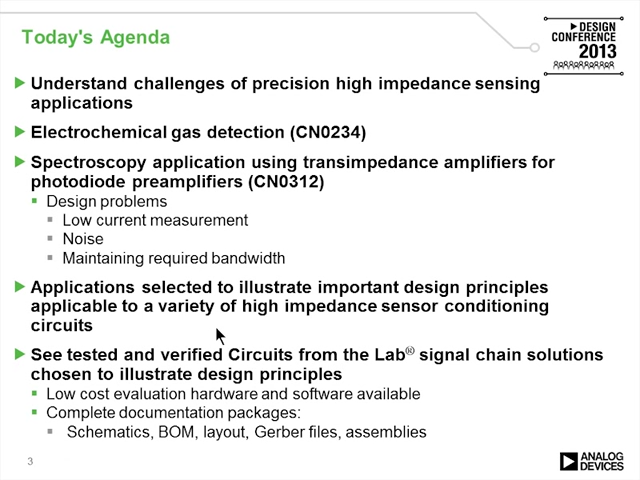 Today's Agenda
DESIGN
CONFERENCE
2013
Understand challenges of precision high impedance sensing
applications
Electrochemical gas detection (CN0234)
Spectroscopy application using transimpedance amplifiers for
photodiode preamplifiers (CN0312)
Design problems
Low current measurement
Noise
Maintaining required bandwidth
Applications selected to illustrate important design principles
applicable to a variety of high impedance sensor conditioning
circuits
See tested and verified Circuits from the Lab® signal chain solutions
chosen to illustrate design principles
Low cost evaluation hardware and software available
Complete documentation packages:
Schematics, BOM, layout, Gerber files, assemblies
3
ANALOG
DEVICES